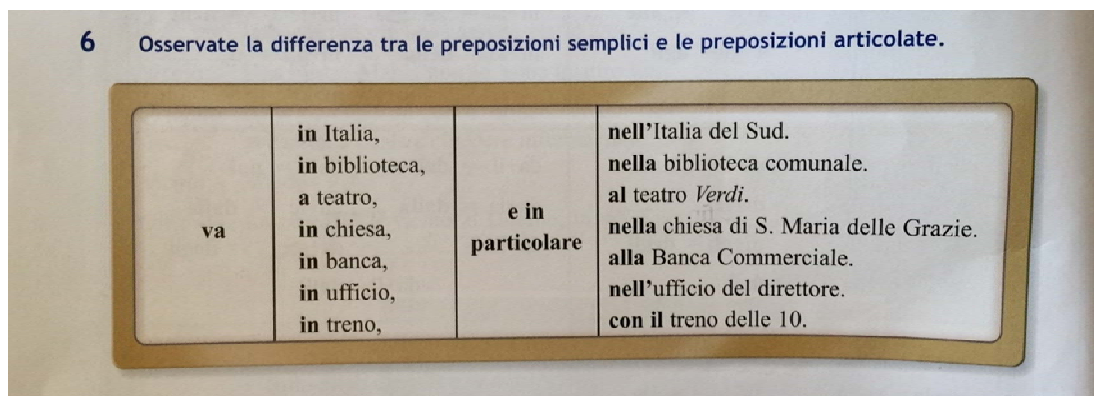 6 Osservate la differenza tra le preposizioni semplici e le preposizioni articolate.
va
in Italia,
in biblioteca,
a teatro,
in chiesa,
in banca,
in ufficio,
in treno,
e in
particolare
nell'Italia del Sud.
nella biblioteca comunale.
al teatro Verdi.
nella chiesa di S. Maria delle Grazie.
alla Banca Commerciale.
nell'ufficio del direttore.
con il treno delle 10.